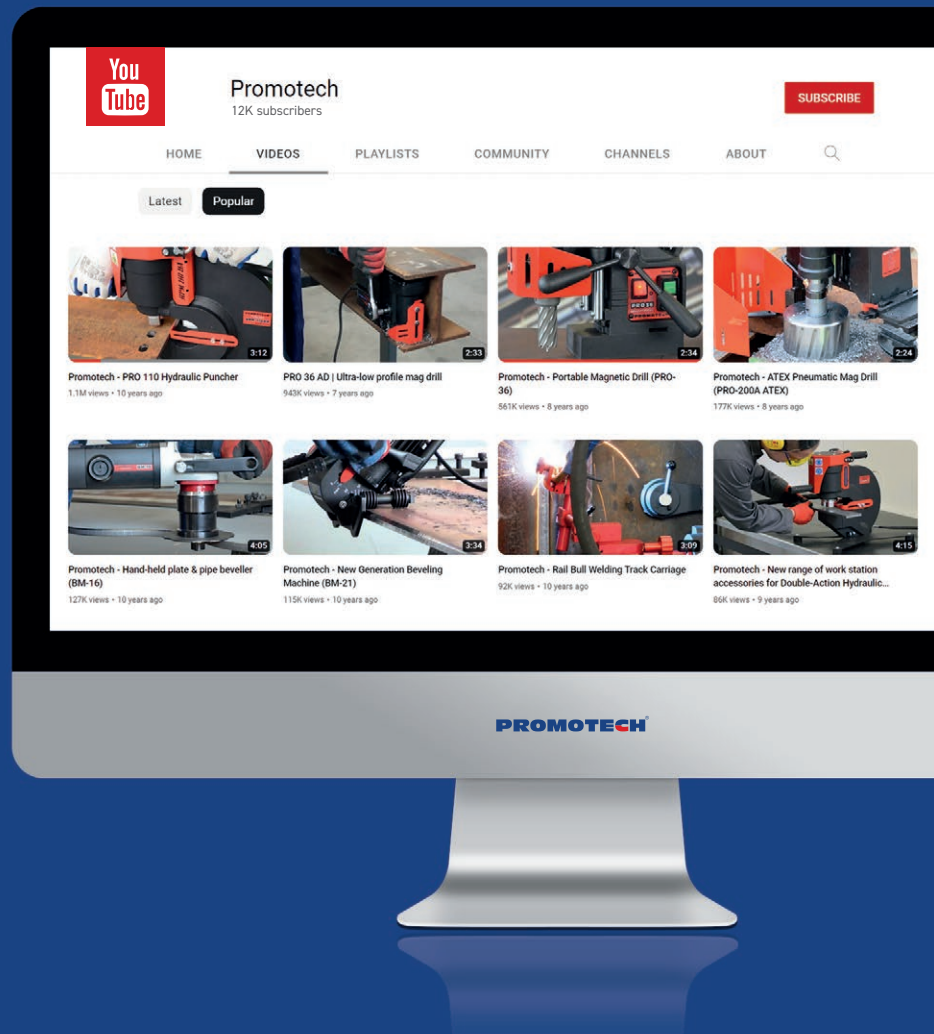 You
Tube
Promotech
12K subscribers
SUBSCRIBE
HOME VIDEOS PLAYLISTS COMMUNITY CHANNELS ABOUT
Latest Popular
3:12
2:33
PRO 36
2:34
2:24
Promotech - PRO 110 Hydraulic Puncher
1.1M views • 10 years ago
PRO 36 AD | Ultra-low profile mag drill
943K views • 7 years ago
Promotech - Portable Magnetic Drill (PRO-
36)
561K views • 8 years ago
Promotech - ATEX Pneumatic Mag Drill
(PRO-200A ATEX)
177K views • 8 years ago
4:05
3:34
3:09
4:15
Promotech - Hand-held plate & pipe beveller
(BM-16)
127K views • 10 years ago
Promotech - New Generation Beveling
Machine (BM-21)
115K views • 10 years ago
Promotech - Rail Bull Welding Track Carriage
92K views • 10 years ago
Promotech - New range of work station
accessories for Double-Action Hydraulic...
86K views • 9 years ago
PROMOTECH